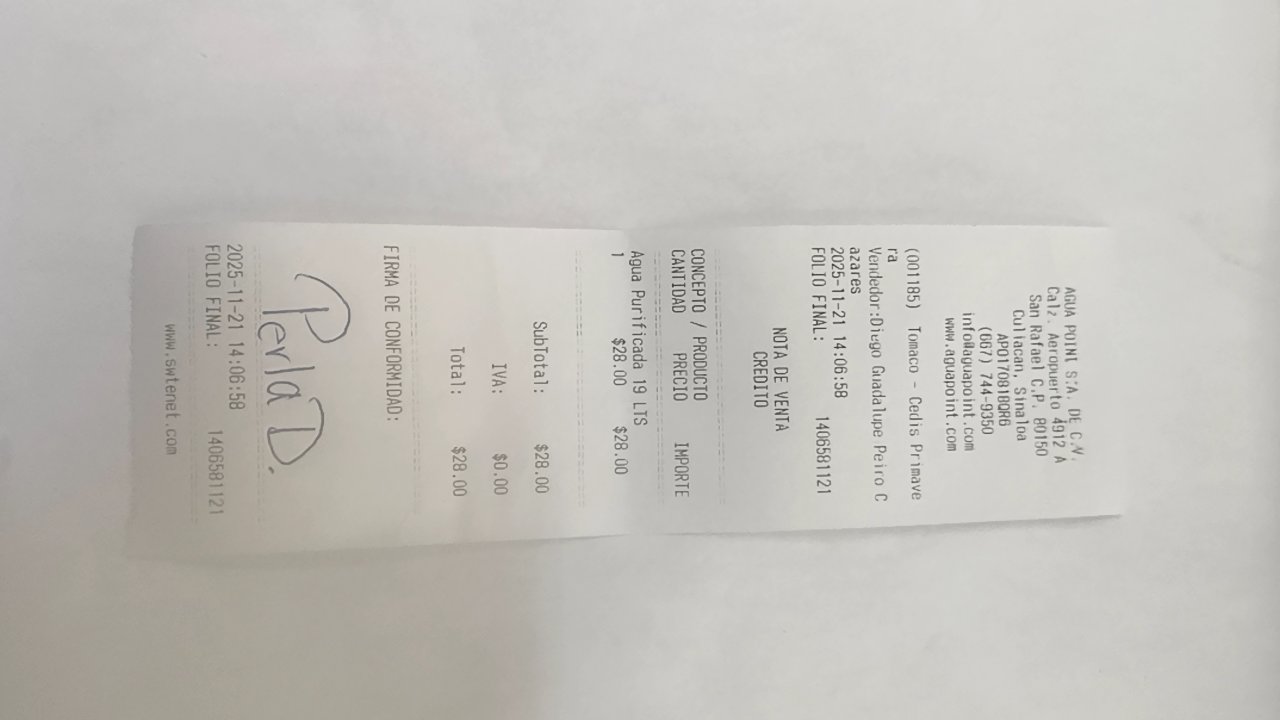 AGUA POINT S.A. DE C.V.
Calz. Aeropuerto 4912 A
San Rafael C.P. 80150
Culiacan, Sinaloa
APO170818QR6
(667) 744-9350
info@aguapoint.com
www.aguapoint.com
(001185) Tomaco - Cedis Primave
ra
Vendedor:Diego Guadalupe Peiro C
azares
2025-11-21 14:06:58
FOLIO FINAL: 1406581121
NOTA DE VENTA
CREDITO
CONCEPTO / PRODUCTO
CANTIDAD PRECIO IMPORTE
Agua Purificada 19 LTS
1 $28.00 $28.00
SubTotal: $28.00
IVA: $0.00
Total: $28.00
FIRMA DE CONFORMIDAD:
Perla D.
2025-11-21 14:06:58
FOLIO FINAL: 1406581121
www.swtenet.com